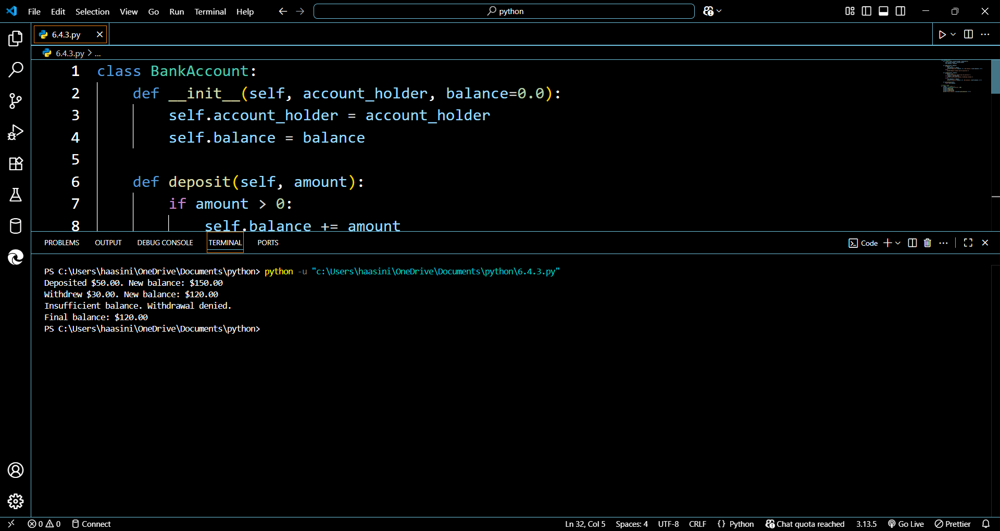 File Edit Selection View Go Run Terminal Help python
6.4.3.py
6.4.3.py > ...
1 class BankAccount:
2 def __init__(self, account_holder, balance=0.0):
3 self.account_holder = account_holder
4 self.balance = balance
5
6 def deposit(self, amount):
7 if amount > 0:
8 self.balance += amount
PROBLEMS OUTPUT DEBUG CONSOLE TERMINAL PORTS Code
PS C:\Users\haasini\OneDrive\Documents\python> python -u "c:\Users\haasini\OneDrive\Documents\python\6.4.3.py"
Deposited $50.00. New balance: $150.00
Withdrew $30.00. New balance: $120.00
Insufficient balance. Withdrawal denied.
Final balance: $120.00
PS C:\Users\haasini\OneDrive\Documents\python>
0 0 Connect Ln 32, Col 5 Spaces: 4 UTF-8 CRLF {} Python Chat quota reached 3.13.5 Go Live Prettier